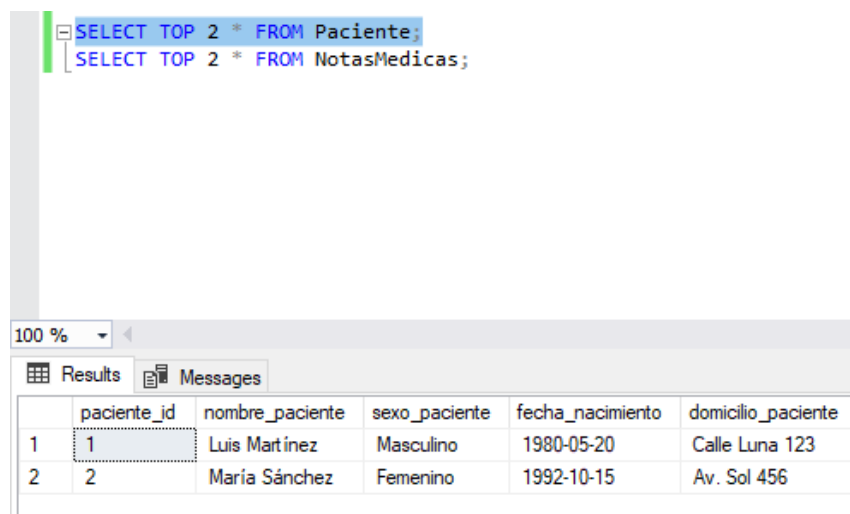 SELECT TOP 2 * FROM Paciente;
SELECT TOP 2 * FROM NotasMedicas;
100 %
Results Messages
paciente_id nombre_paciente sexo_paciente fecha_nacimiento domicilio_paciente
1 1 Luis Martínez Masculino 1980-05-20 Calle Luna 123
2 2 María Sánchez Femenino 1992-10-15 Av. Sol 456